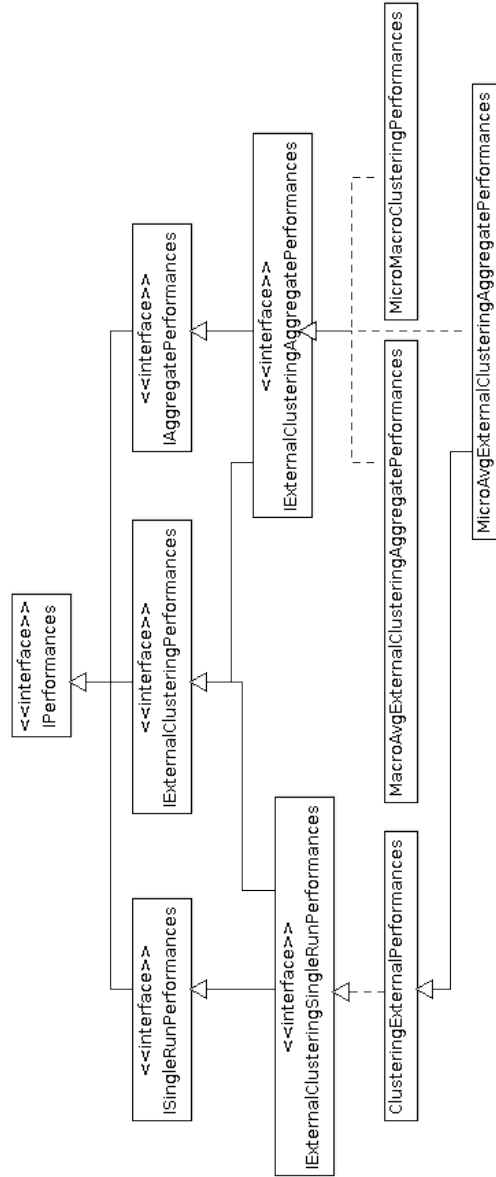 <<interface>>
IPerformances
<<interface>>
ISingleRunPerformances
<<interface>>
IExternalClusteringPerformances
<<interface>>
IAggregatePerformances
<<interface>>
IExternalClusteringSingleRunPerformances
<<interface>>
IExternalClusteringAggregatePerformances
ClusteringExternalPerformances
MacroAvgExternalClusteringAggregatePerformances
MicroMacroClusteringPerformances
MicroAvgExternalClusteringAggregatePerformances